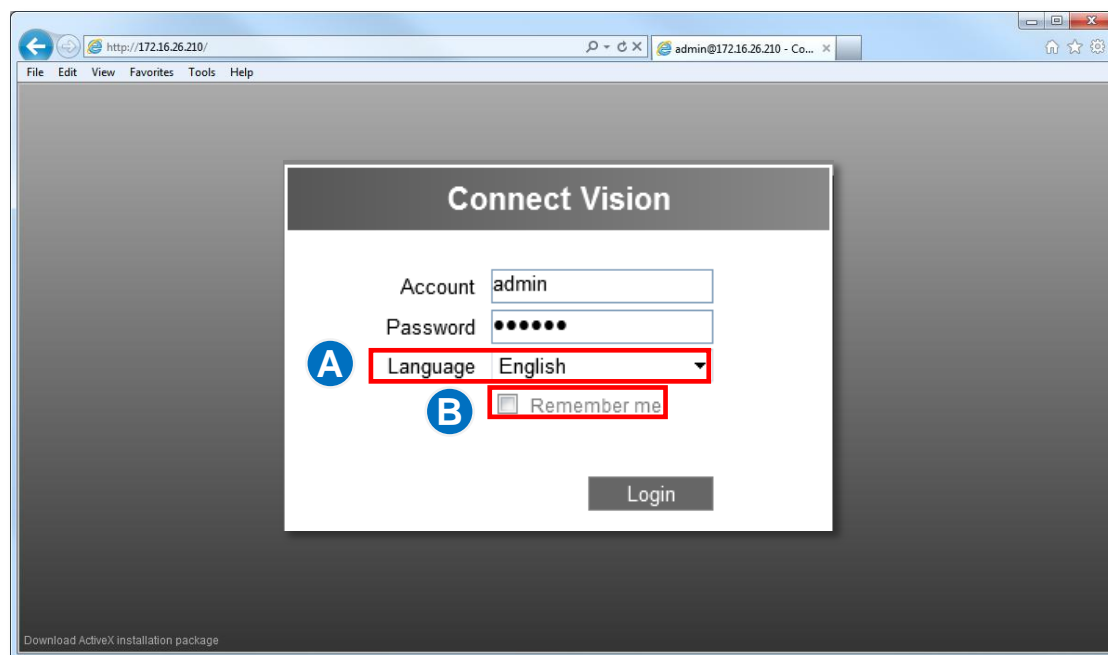 http://172.16.26.210/
admin@172.16.26.210 - Co...
File Edit View Favorites Tools Help
Connect Vision
Account admin
Password ●●●●●●
A Language English
B Remember me
Login
Download ActiveX installation package